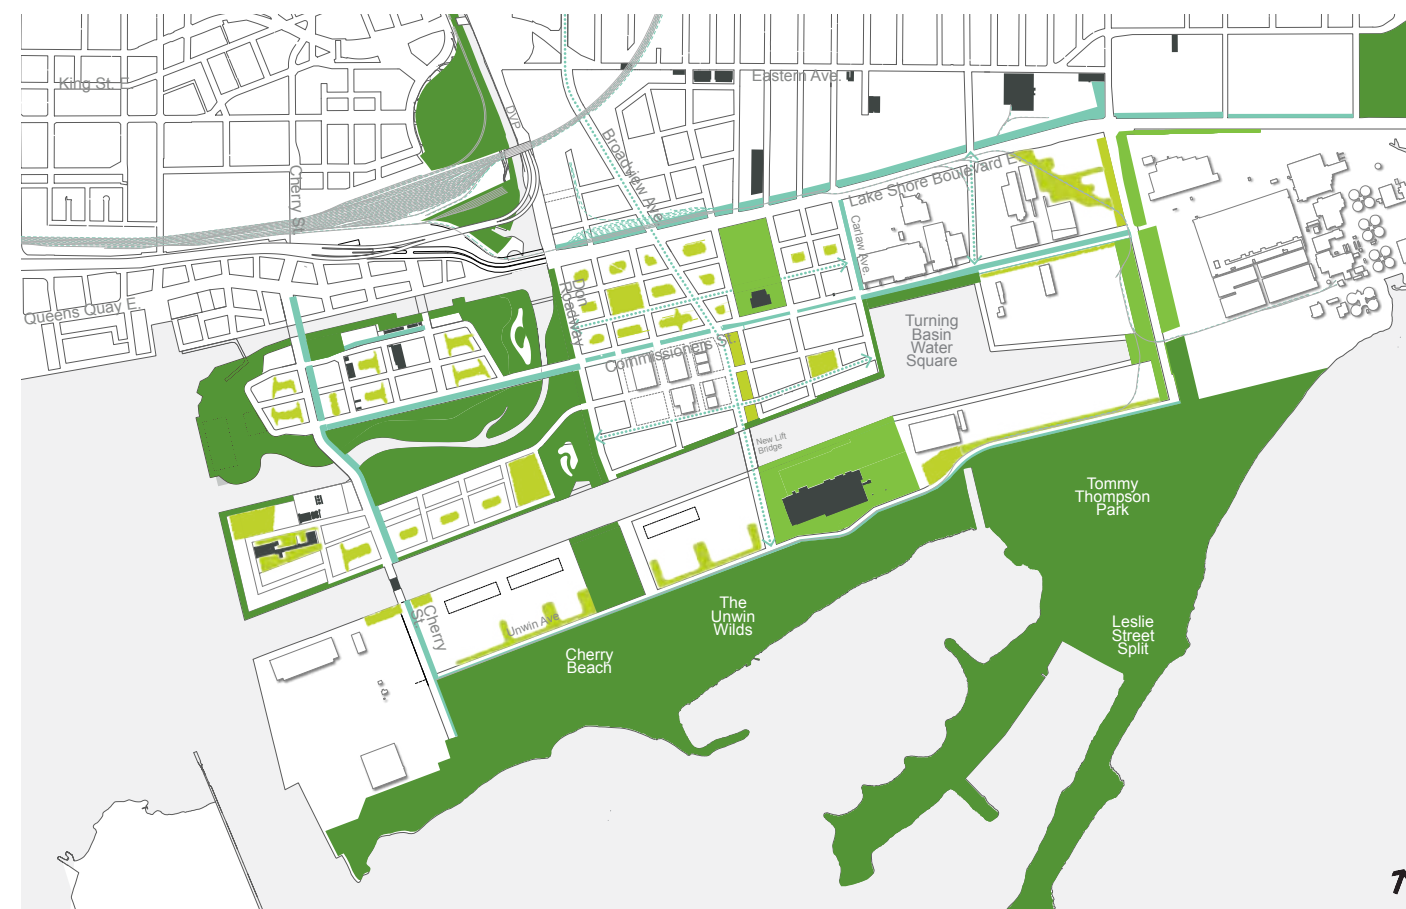 King St. E.
Eastern Ave.
DVP
Broadview Ave.
Cherry St.
Lake Shore Boulevard E.
Carlaw Ave.
Queens Quay E.
Don
Roadway
Commissioners St.
Turning
Basin
Water
Square
New Lift
Bridge
Tommy
Thompson
Park
The
Unwin
Wilds
Cherry
St.
Unwin Ave
Cherry
Beach
Leslie
Street
Split